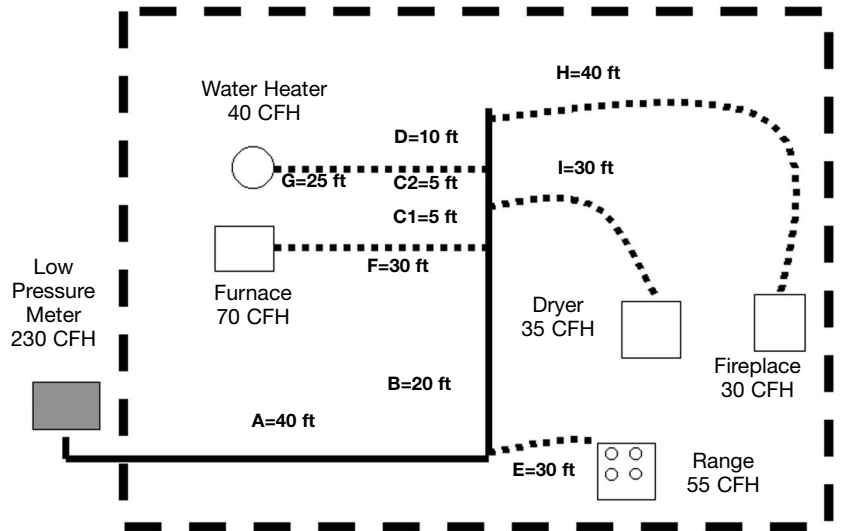 H=40 ft
Water Heater
40 CFH
D=10 ft
I=30 ft
G=25 ft
C2=5 ft
C1=5 ft
F=30 ft
Low
Pressure
Meter
230 CFH
Furnace
70 CFH
Dryer
35 CFH
Fireplace
30 CFH
B=20 ft
A=40 ft
E=30 ft
Range
55 CFH